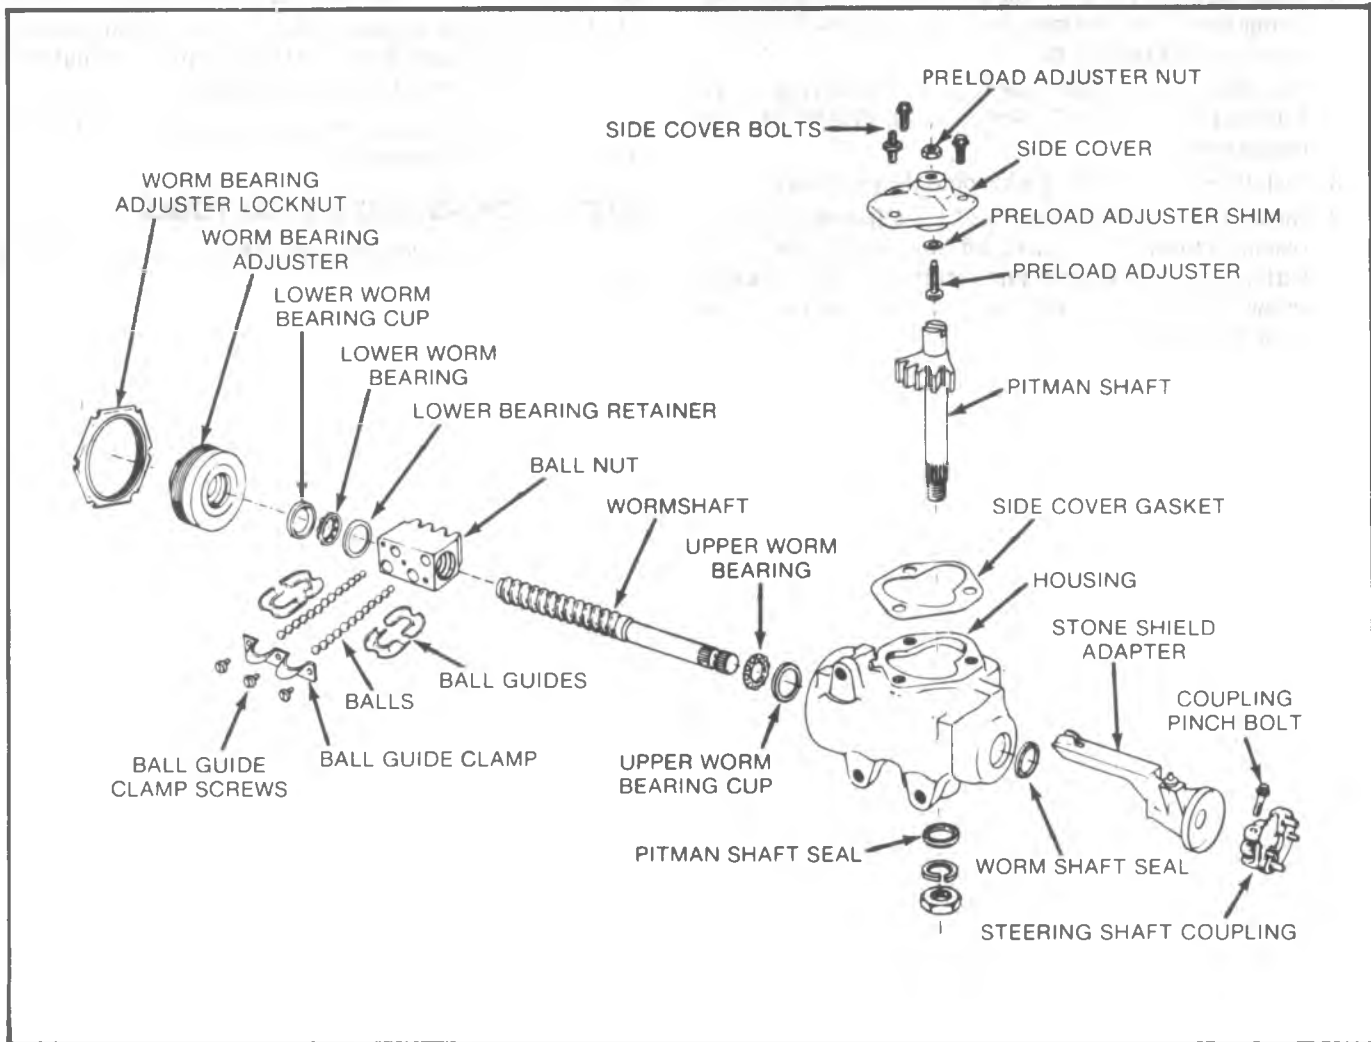 PRELOAD ADJUSTER NUT
SIDE COVER BOLTS
SIDE COVER
WORM BEARING
ADJUSTER LOCKNUT
PRELOAD ADJUSTER SHIM
WORM BEARING
ADJUSTER
PRELOAD ADJUSTER
LOWER WORM
BEARING CUP
LOWER WORM
BEARING
PITMAN SHAFT
LOWER BEARING RETAINER
BALL NUT
WORMSHAFT
SIDE COVER GASKET
UPPER WORM
BEARING
HOUSING
STONE SHIELD
ADAPTER
BALL GUIDES
BALLS
COUPLING
PINCH BOLT
BALL GUIDE
CLAMP SCREWS
BALL GUIDE CLAMP
UPPER WORM
BEARING CUP
PITMAN SHAFT SEAL
WORM SHAFT SEAL
STEERING SHAFT COUPLING